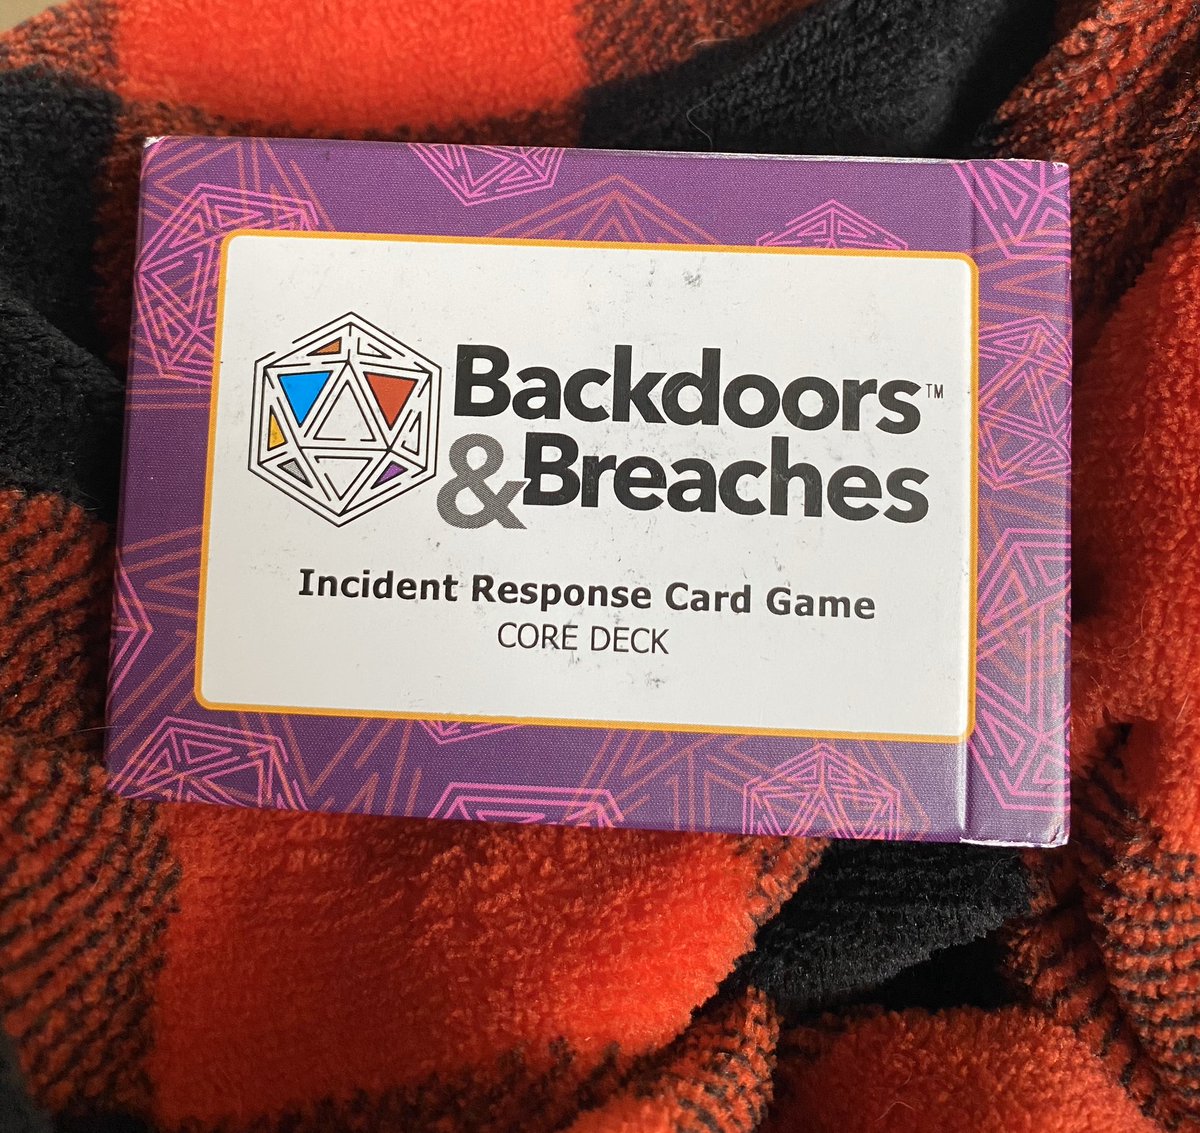 Backdoors™
&Breaches
Incident Response Card Game
CORE DECK